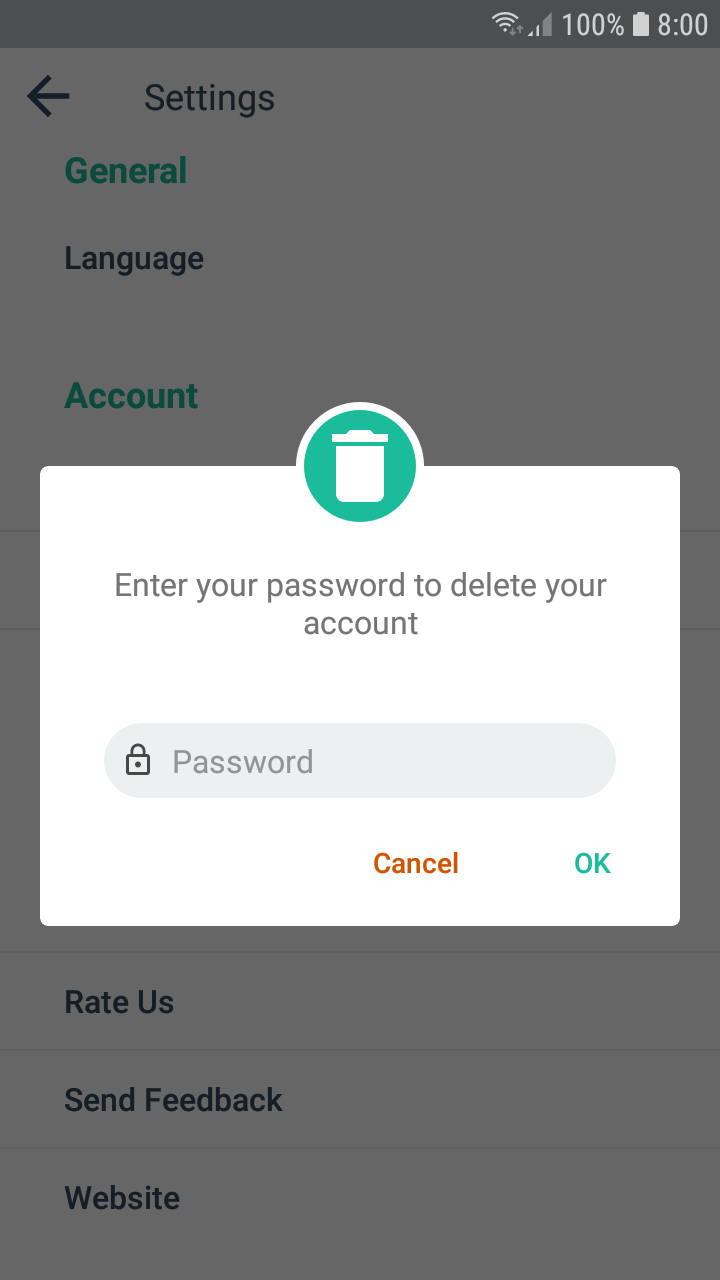 100% 8:00
Settings
General
Language
Account
Enter your password to delete your
account
Password
Cancel OK
Rate Us
Send Feedback
Website